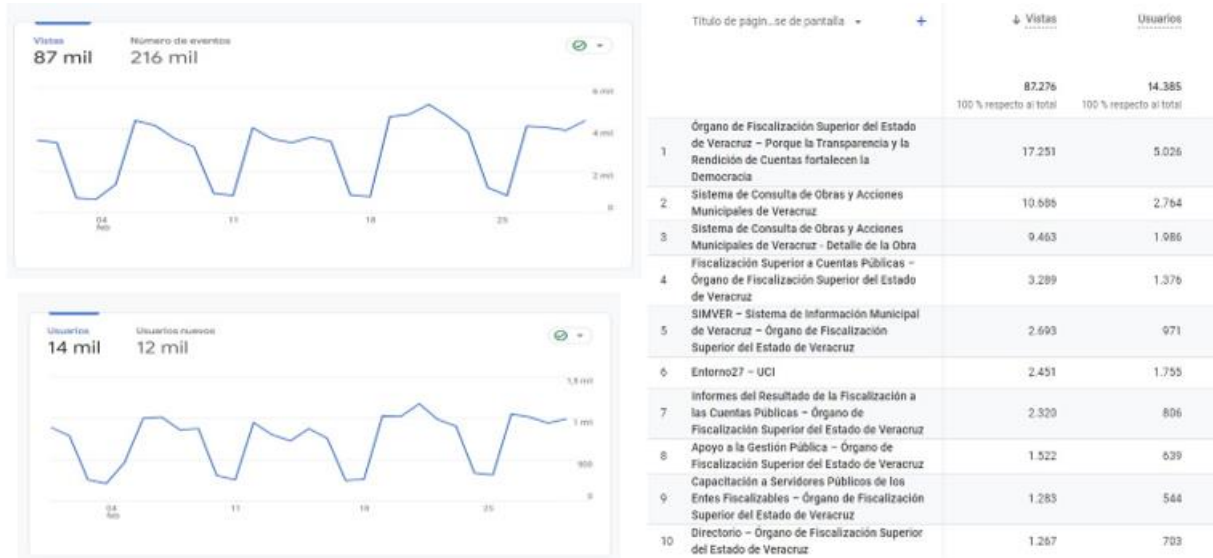 Vistas
87 mil
Número de eventos
216 mil
6 mil
4 mil
2 mil
0
04
feb
11
18
25
Usuarios
14 mil
Usuarios nuevos
12 mil
1,5 mil
1 mil
500
0
04
feb
11
18
25
Título de págin...se de pantalla
+
↓ Vistas
Usuarios
87.276
14.385
100 % respecto al total
100 % respecto al total
1
Órgano de Fiscalización Superior del Estado
de Veracruz – Porque la Transparencia y la
Rendición de Cuentas fortalecen la
Democracia
17.251
5.026
2
Sistema de Consulta de Obras y Acciones
Municipales de Veracruz
10.686
2.764
3
Sistema de Consulta de Obras y Acciones
Municipales de Veracruz - Detalle de la Obra
9.463
1.986
4
Fiscalización Superior a Cuentas Públicas –
Órgano de Fiscalización Superior del Estado
de Veracruz
3.289
1.376
5
SIMVER – Sistema de Información Municipal
de Veracruz – Órgano de Fiscalización
Superior del Estado de Veracruz
2.693
971
6
Entorno27 – UCI
2.451
1.755
7
Informes del Resultado de la Fiscalización a
las Cuentas Públicas – Órgano de
Fiscalización Superior del Estado de Veracruz
2.320
806
8
Apoyo a la Gestión Pública – Órgano de
Fiscalización Superior del Estado de Veracruz
1.522
639
9
Capacitación a Servidores Públicos de los
Entes Fiscalizables – Órgano de Fiscalización
Superior del Estado de Veracruz
1.283
544
10
Directorio – Órgano de Fiscalización Superior
del Estado de Veracruz
1.267
703